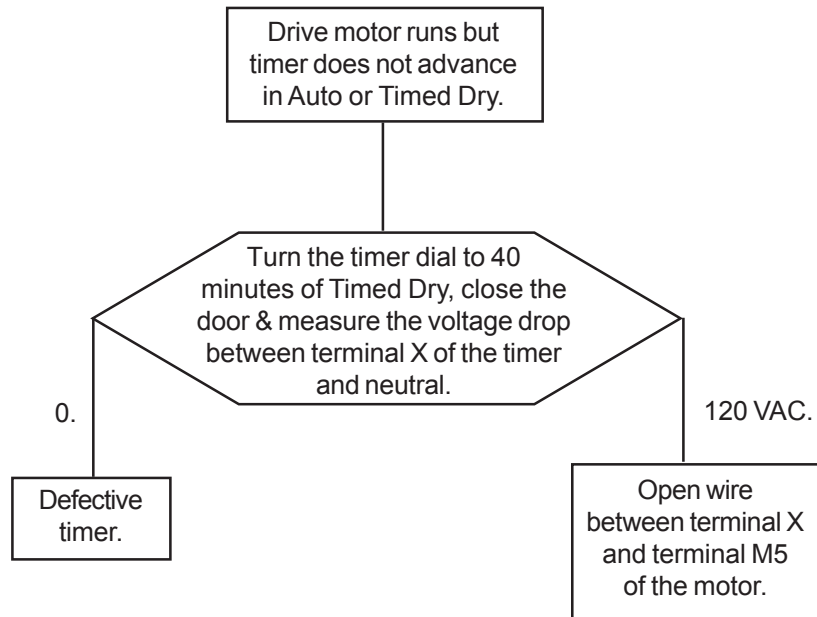 Drive motor runs but
timer does not advance
in Auto or Timed Dry.
Turn the timer dial to 40
minutes of Timed Dry, close the
door & measure the voltage drop
between terminal X of the timer
and neutral.
0.
120 VAC.
Defective
timer.
Open wire
between terminal X
and terminal M5
of the motor.